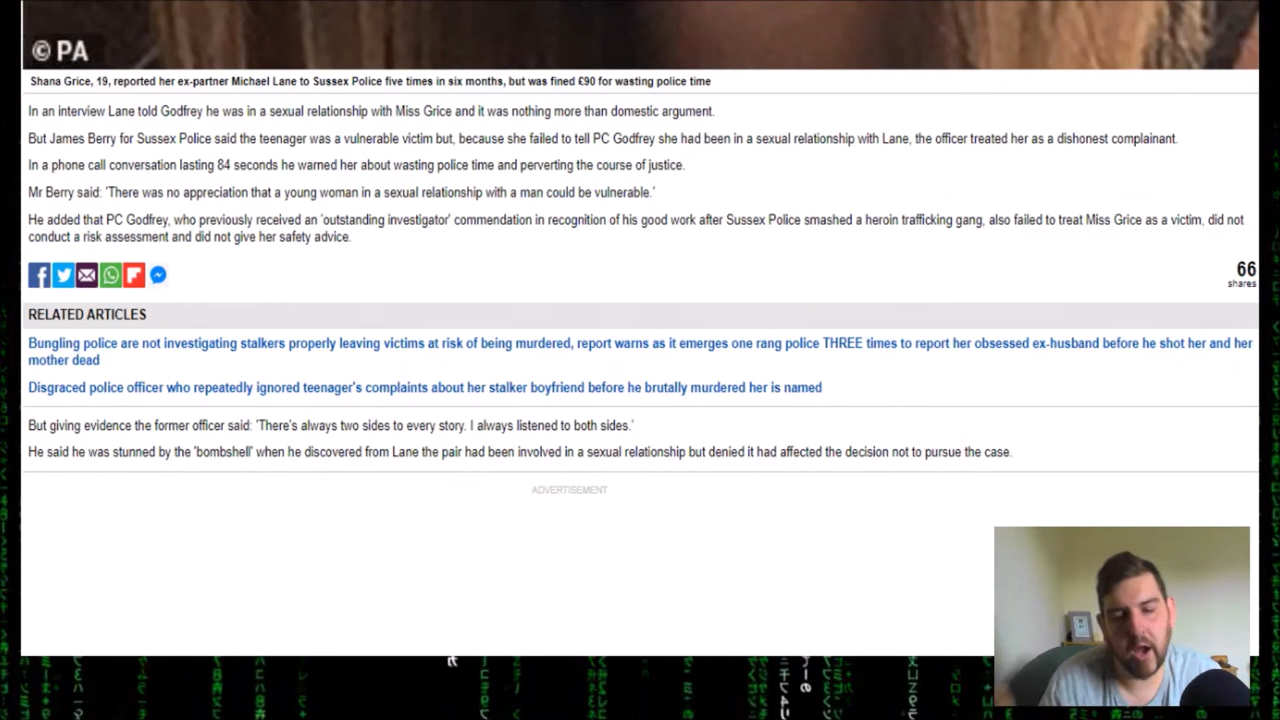 © PA
Shana Grice, 19, reported her ex-partner Michael Lane to Sussex Police five times in six months, but was fined £90 for wasting police time
In an interview Lane told Godfrey he was in a sexual relationship with Miss Grice and it was nothing more than domestic argument.
But James Berry for Sussex Police said the teenager was a vulnerable victim but, because she failed to tell PC Godfrey she had been in a sexual relationship with Lane, the officer treated her as a dishonest complainant.
In a phone call conversation lasting 84 seconds he warned her about wasting police time and perverting the course of justice.
Mr Berry said: 'There was no appreciation that a young woman in a sexual relationship with a man could be vulnerable.'
He added that PC Godfrey, who previously received an 'outstanding investigator' commendation in recognition of his good work after Sussex Police smashed a heroin trafficking gang, also failed to treat Miss Grice as a victim, did not
conduct a risk assessment and did not give her safety advice.
66
shares
RELATED ARTICLES
Bungling police are not investigating stalkers properly leaving victims at risk of being murdered, report warns as it emerges one rang police THREE times to report her obsessed ex-husband before he shot her and her
mother dead
Disgraced police officer who repeatedly ignored teenager's complaints about her stalker boyfriend before he brutally murdered her is named
But giving evidence the former officer said: 'There's always two sides to every story. I always listened to both sides.'
He said he was stunned by the 'bombshell' when he discovered from Lane the pair had been involved in a sexual relationship but denied it had affected the decision not to pursue the case.
ADVERTISEMENT